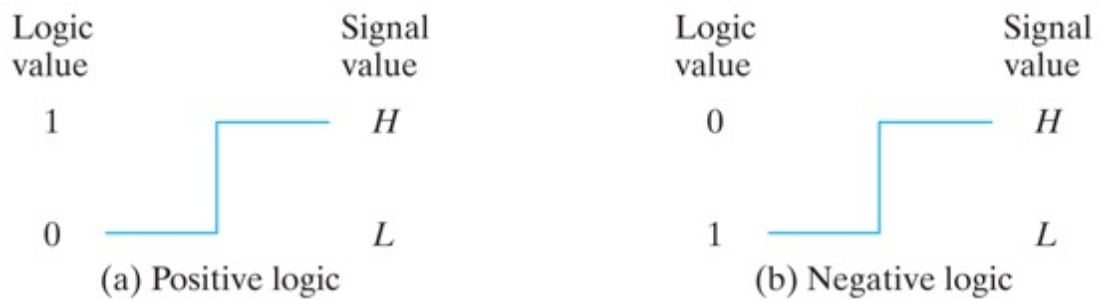 Logic value
Signal value
1
H
0
L
(a) Positive logic
Logic value
Signal value
0
H
1
L
(b) Negative logic